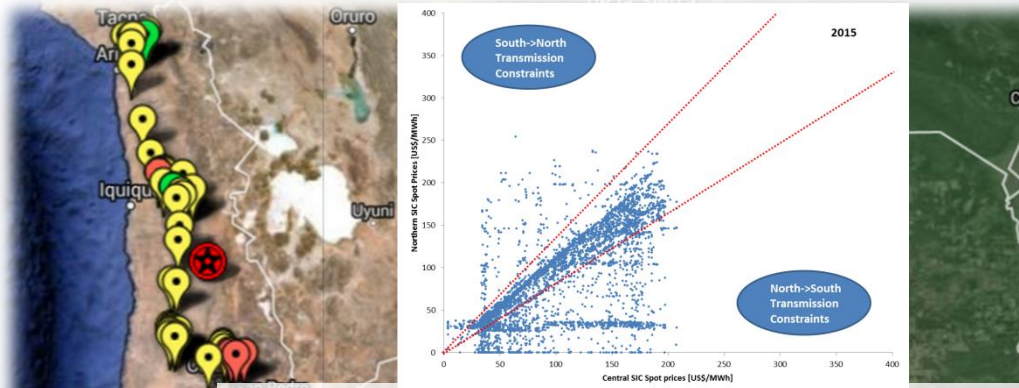 Tacna
Oruro
Ari
Iquiqu
Uyuni
400
350
300
250
200
150
100
50
0
Northern SIC Spot Prices [US$/MWh]
South->North
Transmission
Constraints
2015
North->South
Transmission
Constraints
0
50
100
150
200
250
300
350
400
Central SIC Spot prices [US$/MWh]